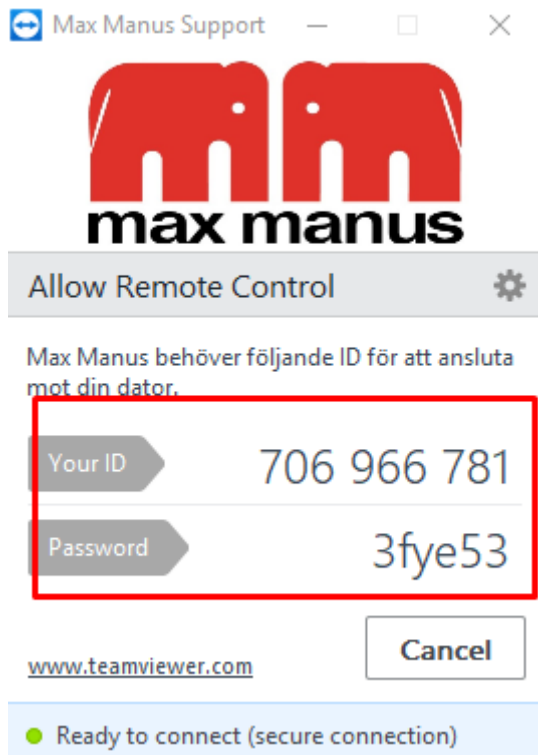 Max Manus Support
max manus
Allow Remote Control
Max Manus behöver följande ID för att ansluta
mot din dator.
Your ID 706 966 781
Password 3fye53
Cancel
www.teamviewer.com
Ready to connect (secure connection)